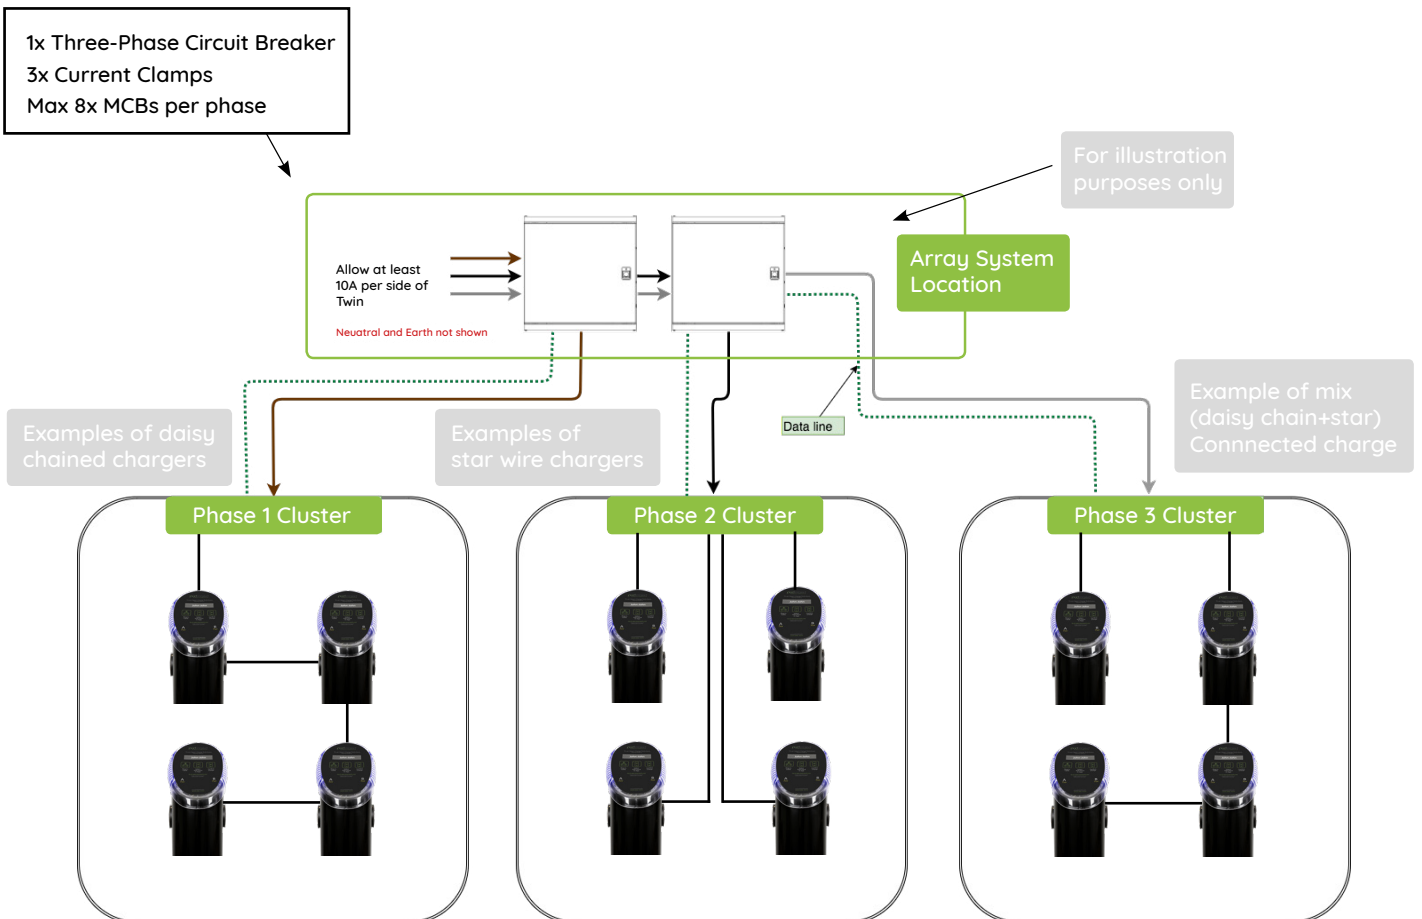 1x Three-Phase Circuit Breaker
3x Current Clamps
Max 8x MCBs per phase
For illustration
purposes only
Array System
Location
Allow at least
10A per side of
Twin
Neuatral and Earth not shown
Data line
Examples of daisy
chained chargers
Examples of
star wire chargers
Example of mix
(daisy chain+star)
Connnected charge
Phase 1 Cluster
Phase 2 Cluster
Phase 3 Cluster